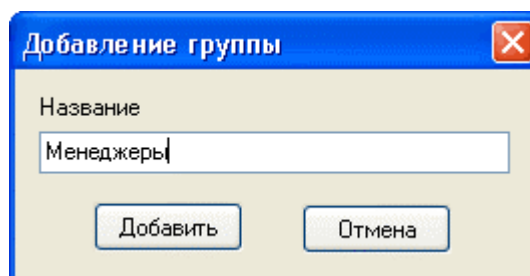 Добавление группы
Название
Менеджеры
Добавить Отмена